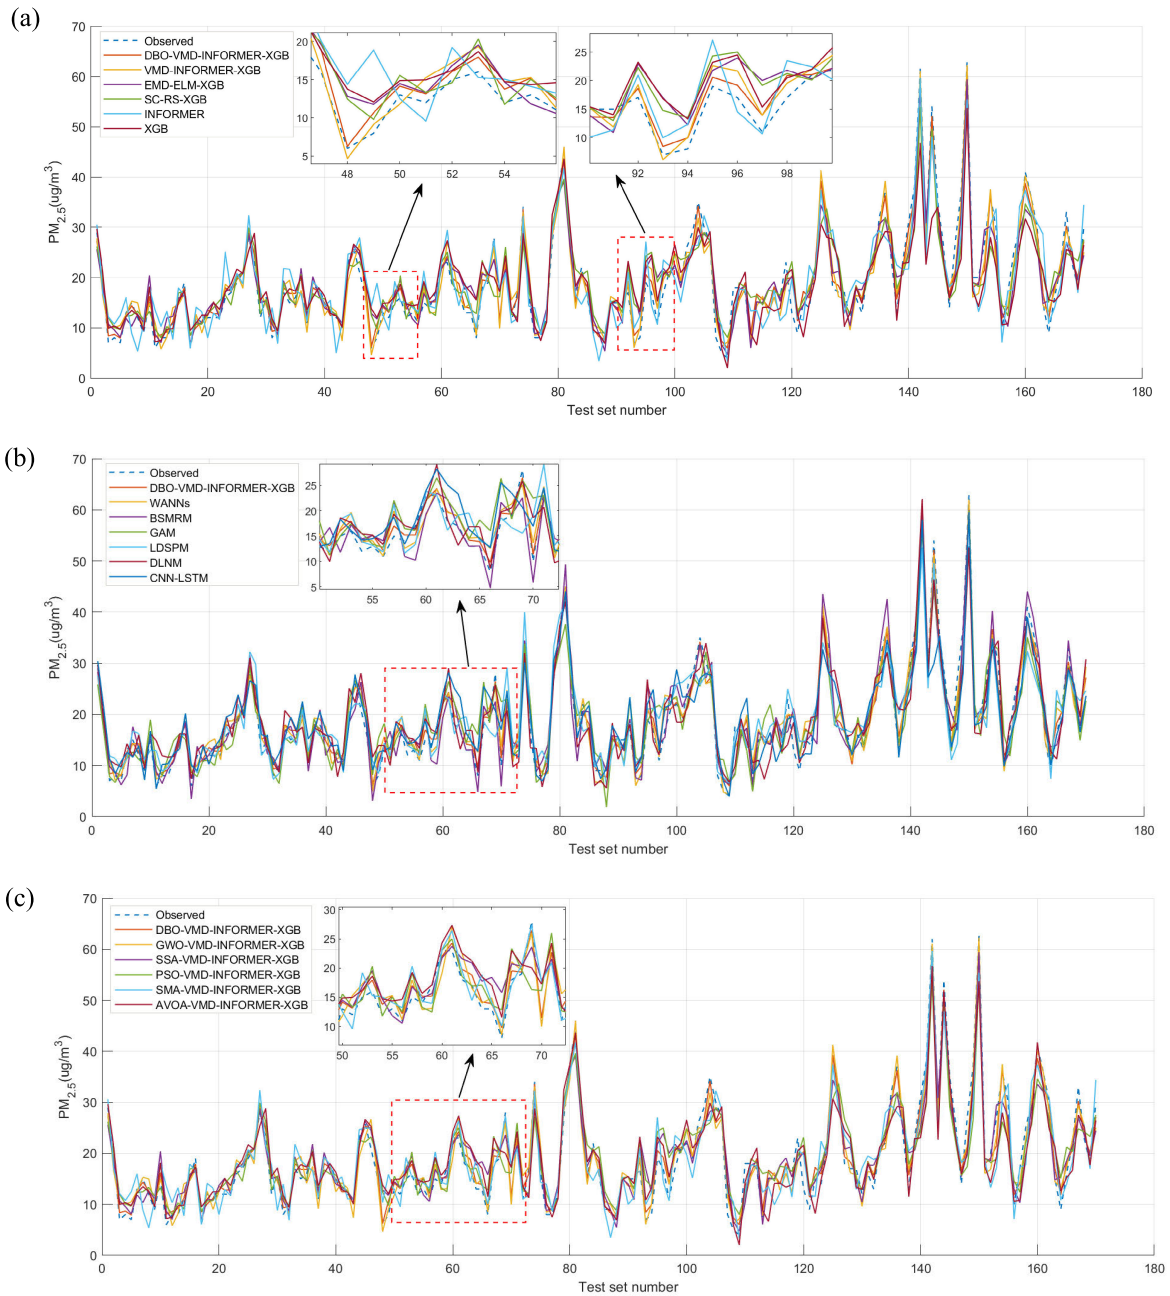 (a)
70
60
50
40
30
20
10
0
PM2.5(ug/m3)
Observed
DBO-VMD-INFORMER-XGB
VMD-INFORMER-XGB
EMD-ELM-XGB
SC-RS-XGB
INFORMER
XGB
20
15
10
5
48 50 52 54
25
20
15
10
92 94 96 98
0 20 40 60 80 100 120 140 160 180
Test set number
(b)
70
60
50
40
30
20
10
0
PM2.5(ug/m3)
Observed
DBO-VMD-INFORMER-XGB
WANNs
BSMRM
GAM
LDSPM
DLNM
CNN-LSTM
25
20
15
10
5
55 60 65 70
0 20 40 60 80 100 120 140 160 180
Test set number
(c)
70
60
50
40
30
20
10
0
PM2.5(ug/m3)
Observed
DBO-VMD-INFORMER-XGB
GWO-VMD-INFORMER-XGB
SSA-VMD-INFORMER-XGB
PSO-VMD-INFORMER-XGB
SMA-VMD-INFORMER-XGB
AVOA-VMD-INFORMER-XGB
30
25
20
15
10
50 55 60 65 70
0 20 40 60 80 100 120 140 160 180
Test set number